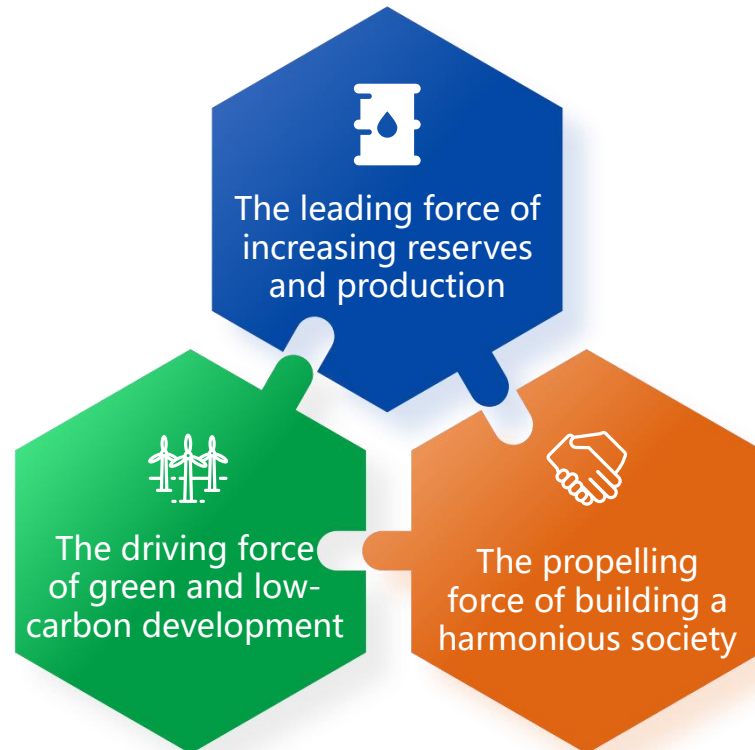 The leading force of
increasing reserves
and production
The driving force
of green and low-
carbon development
The propelling
force of building a
harmonious society